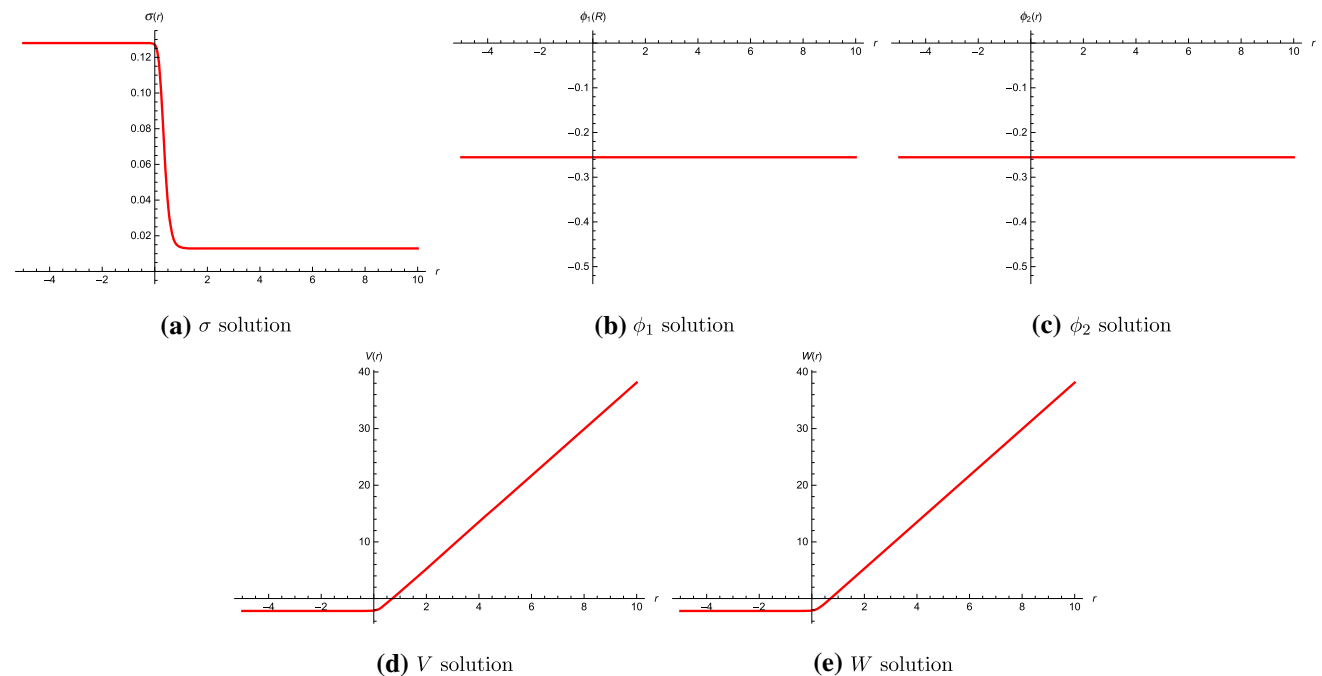 σ(r)
0.12
0.10
0.08
0.06
0.04
0.02
−4 −2 2 4 6 8 10 r
(a) σ solution
ϕ₁(R)
−4 −2 2 4 6 8 10 r
−0.1
−0.2
−0.3
−0.4
−0.5
(b) ϕ₁ solution
ϕ₂(r)
−4 −2 2 4 6 8 10 r
−0.1
−0.2
−0.3
−0.4
−0.5
(c) ϕ₂ solution
V(r)
40
30
20
10
−4 −2 2 4 6 8 10 r
(d) V solution
W(r)
40
30
20
10
−4 −2 2 4 6 8 10 r
(e) W solution